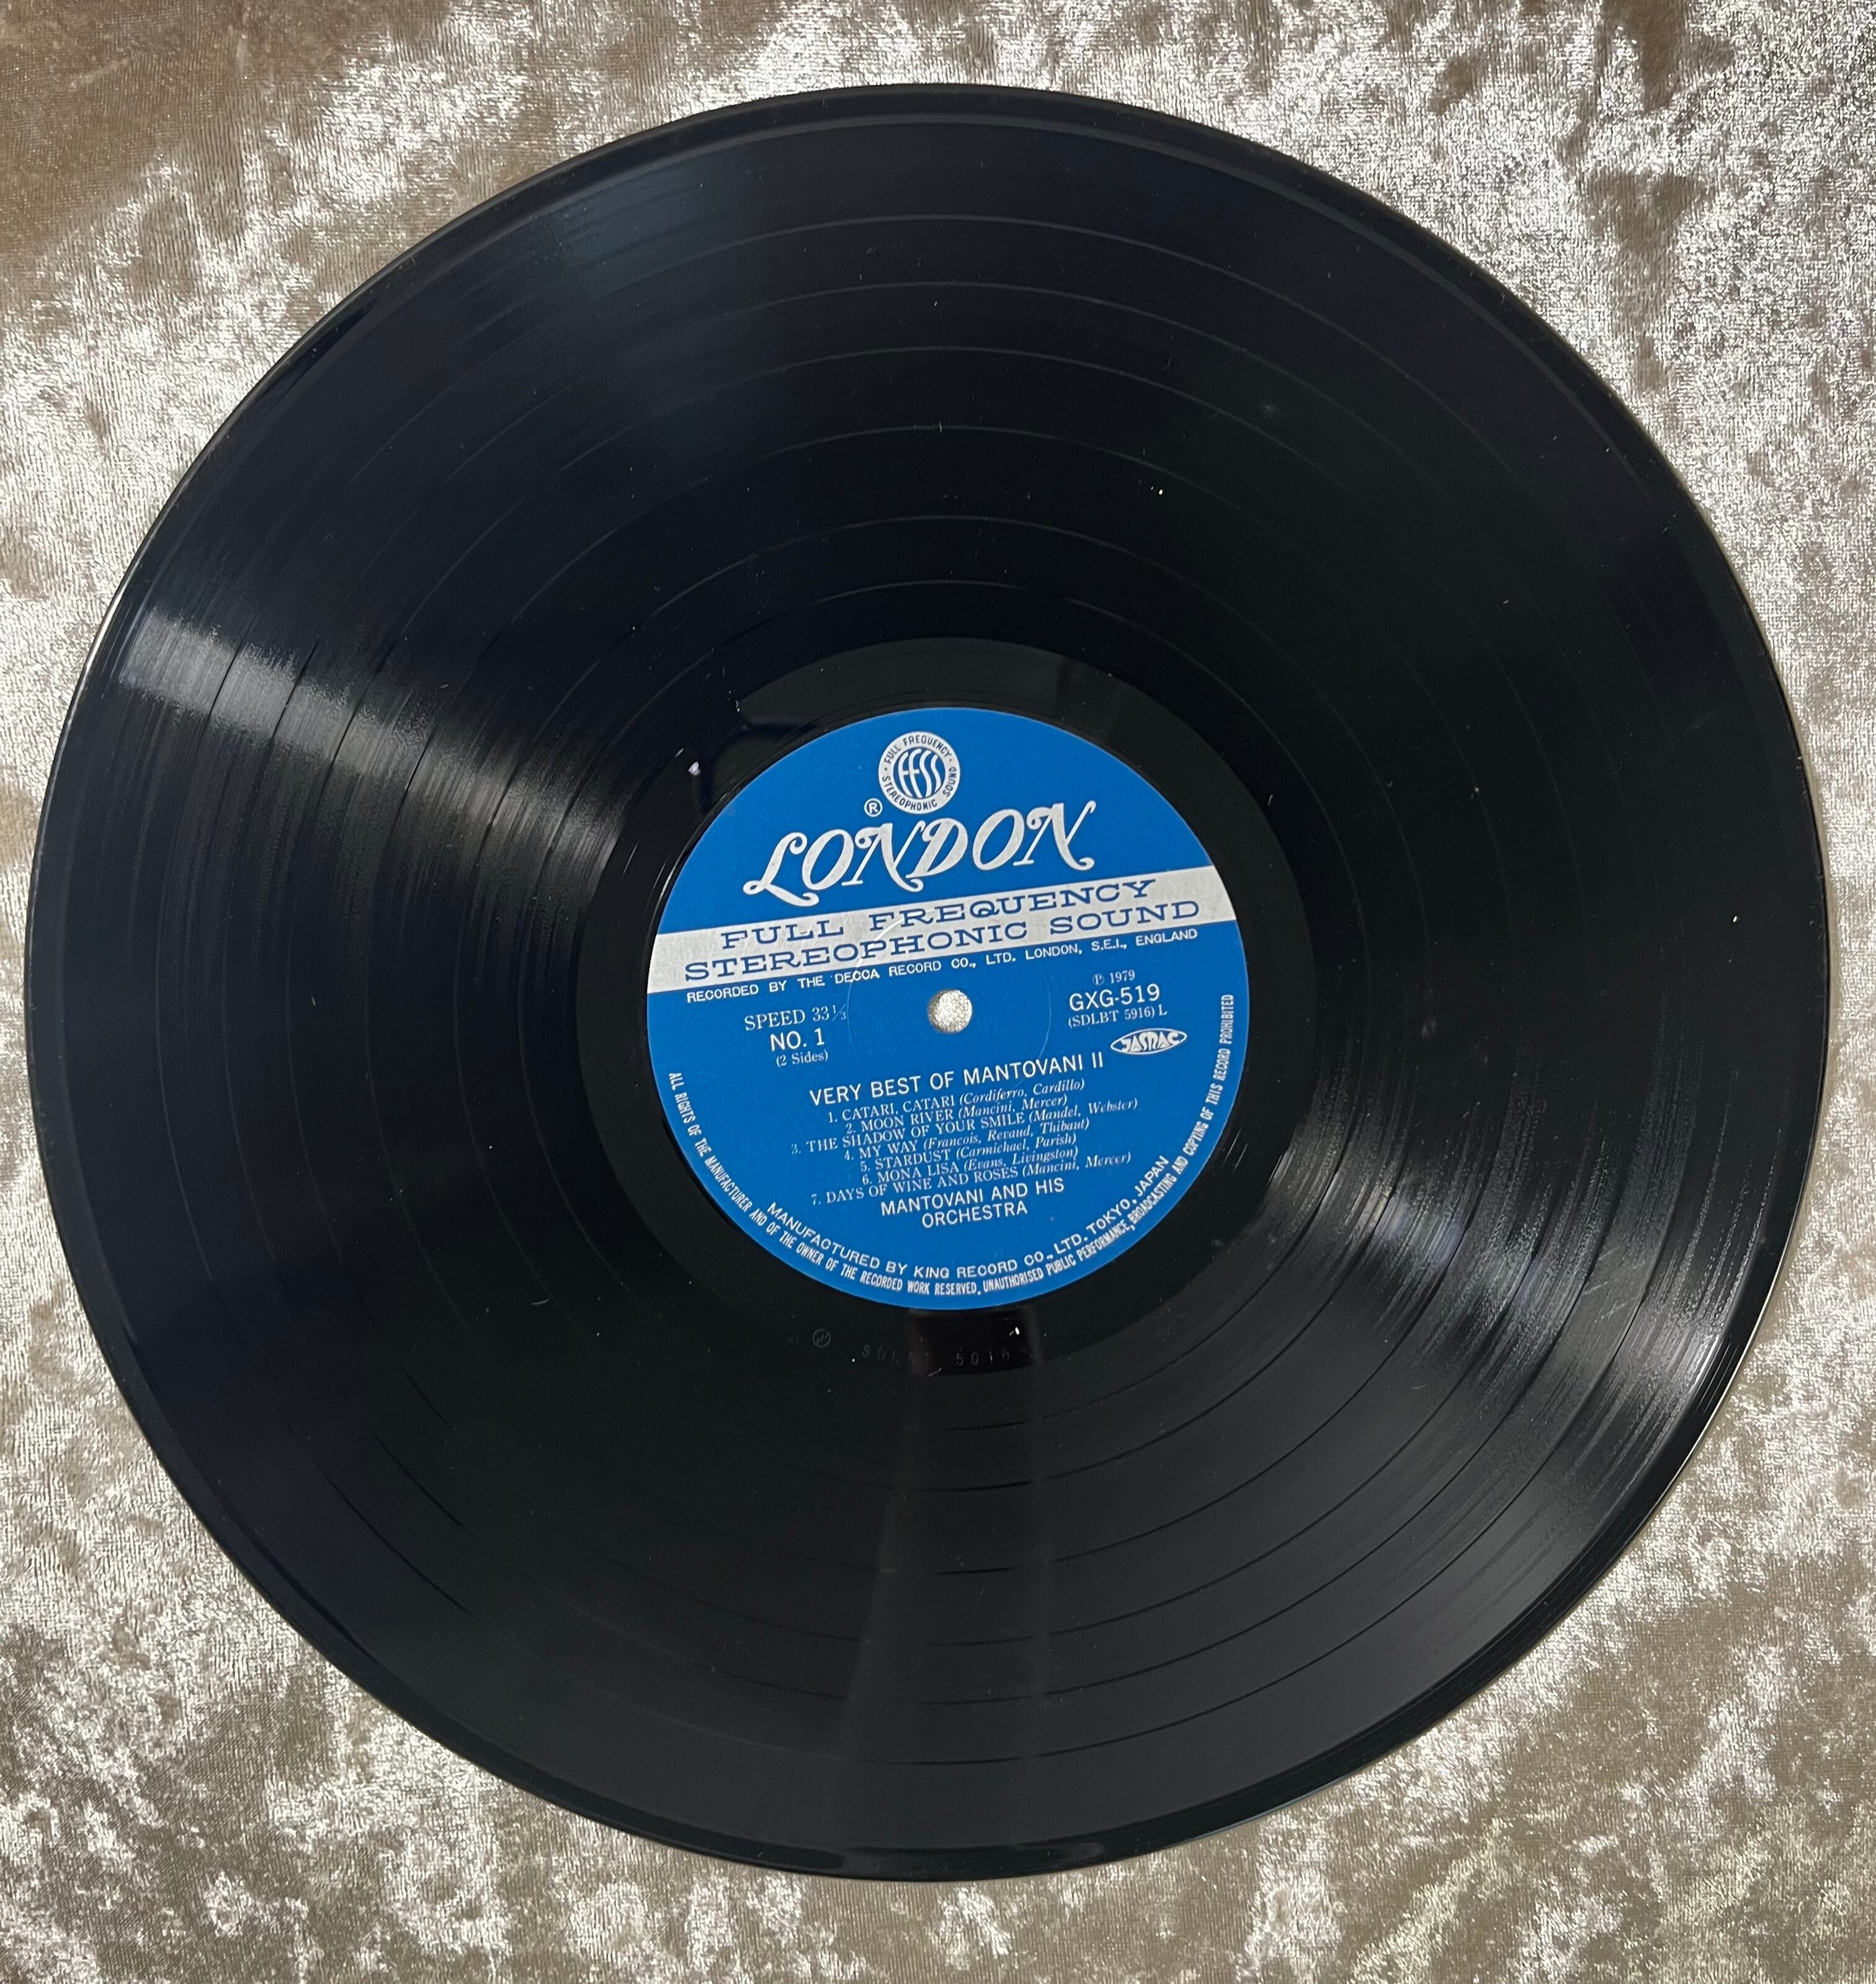 FULL FREQUENCY
FFSS
STEREOPHONIC SOUND
®
LONDON
FULL FREQUENCY
STEREOPHONIC SOUND
RECORDED BY THE DECCA RECORD CO., LTD. LONDON, S.E.I., ENGLAND
SPEED 33⅓
NO. 1
(2 Sides)
℗ 1979
GXG-519
(SDLBT 5916) L
JASRAC
VERY BEST OF MANTOVANI II
1. CATARI, CATARI (Cordiferro, Cardillo)
2. MOON RIVER (Mancini, Mercer)
3. THE SHADOW OF YOUR SMILE (Mandel, Webster)
4. MY WAY (Francois, Revaud, Thibaut)
5. STARDUST (Carmichael, Parish)
6. MONA LISA (Evans, Livingston)
7. DAYS OF WINE AND ROSES (Mancini, Mercer)
MANTOVANI AND HIS
ORCHESTRA
MANUFACTURED BY KING RECORD CO., LTD. TOKYO, JAPAN
ALL RIGHTS OF THE MANUFACTURER AND OF THE OWNER OF THE RECORDED WORK RESERVED, UNAUTHORISED PUBLIC PERFORMANCE, BROADCASTING AND COPYING OF THIS RECORD PROHIBITED